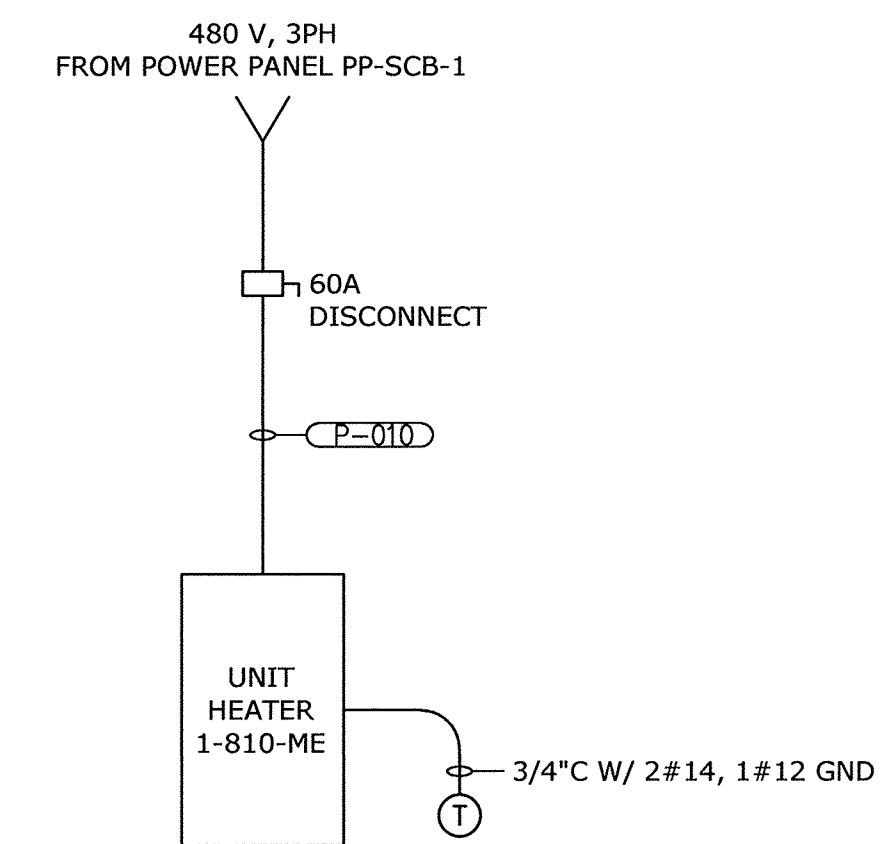 480 V, 3PH
FROM POWER PANEL PP-SCB-1
60A
DISCONNECT
P-010
UNIT
HEATER
1-810-ME
3/4"C W/ 2#14, 1#12 GND
T